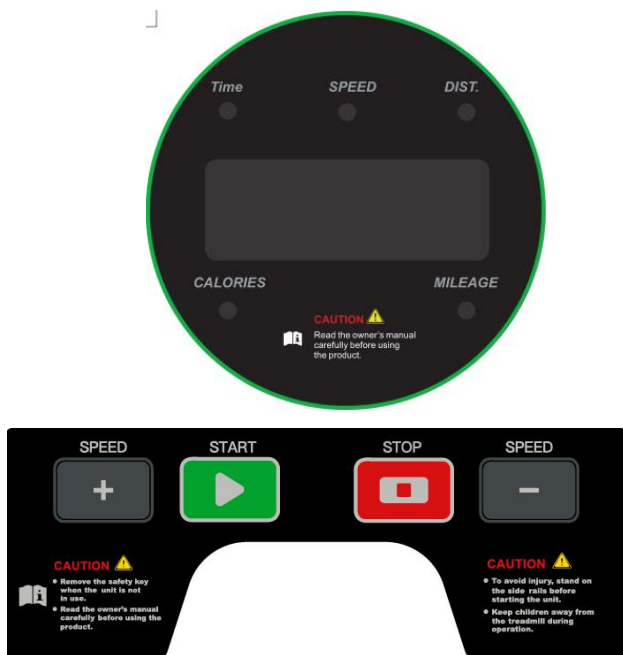 Time SPEED DIST.
CALORIES MILEAGE
CAUTION
Read the owner's manual
carefully before using
the product.
SPEED START STOP SPEED
+ −
CAUTION
• Remove the safety key
when the unit is not
in use.
• Read the owner's manual
carefully before using the
product.
CAUTION
• To avoid injury, stand on
the side rails before
starting the unit.
• Keep children away from
the treadmill during
operation.